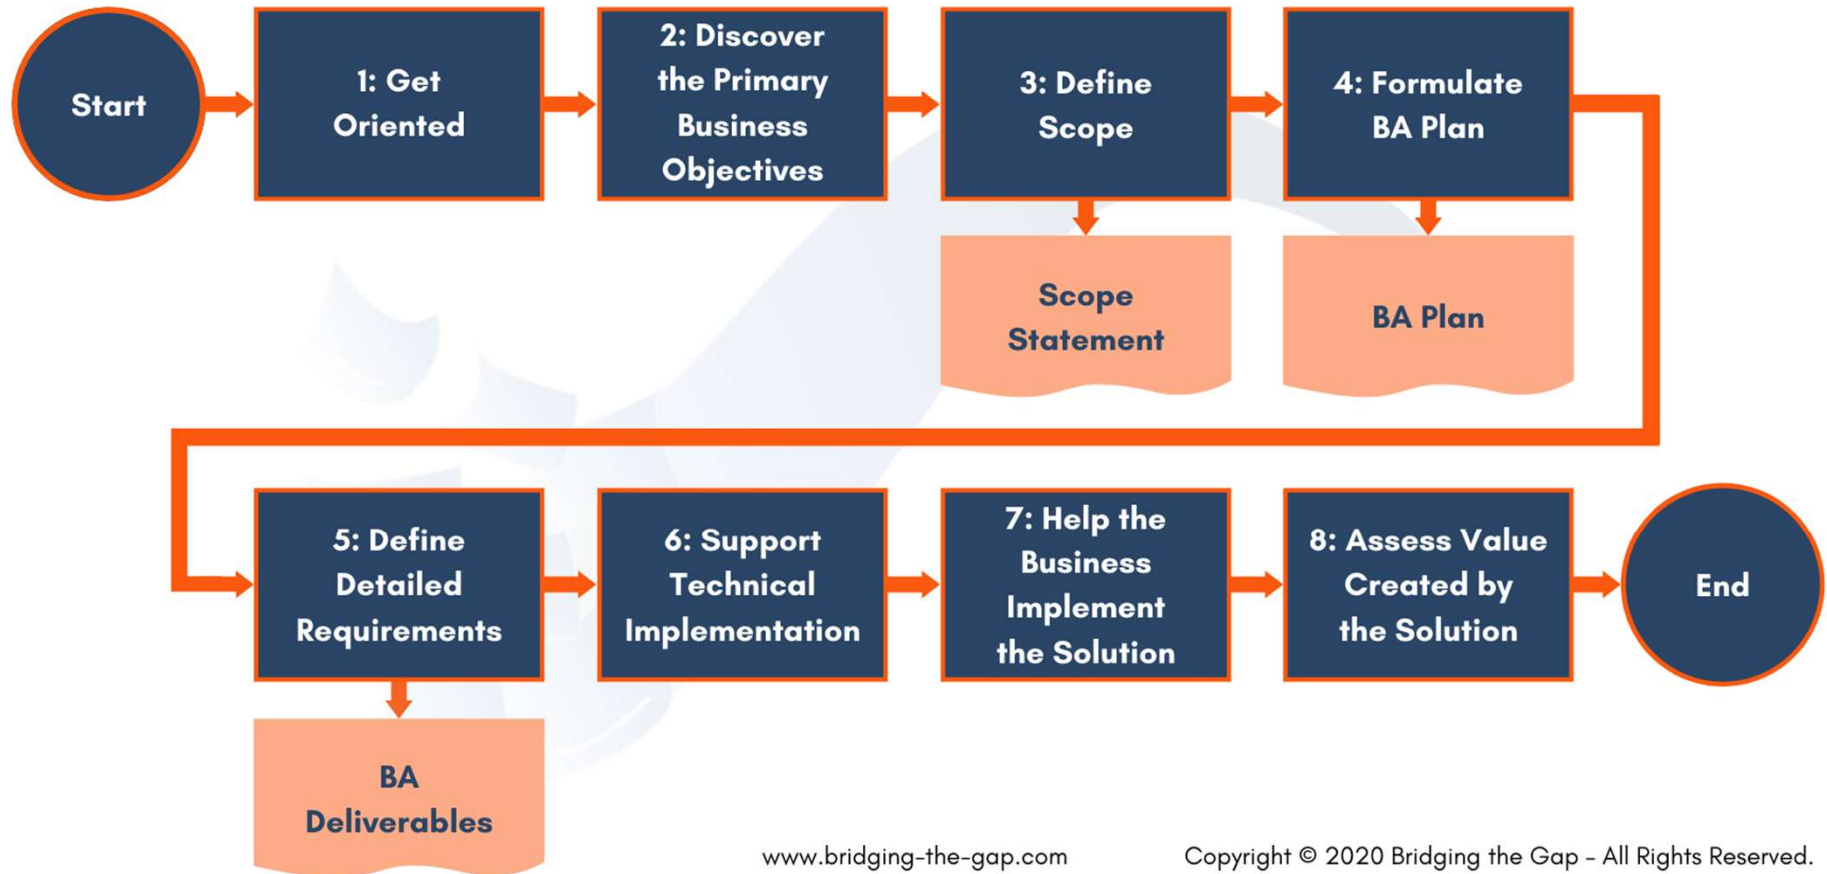 Start
1: Get
Oriented
2: Discover
the Primary
Business
Objectives
3: Define
Scope
4: Formulate
BA Plan
Scope
Statement
BA Plan
5: Define
Detailed
Requirements
6: Support
Technical
Implementation
7: Help the
Business
Implement
the Solution
8: Assess Value
Created by
the Solution
End
BA
Deliverables
www.bridging-the-gap.com
Copyright © 2020 Bridging the Gap - All Rights Reserved.